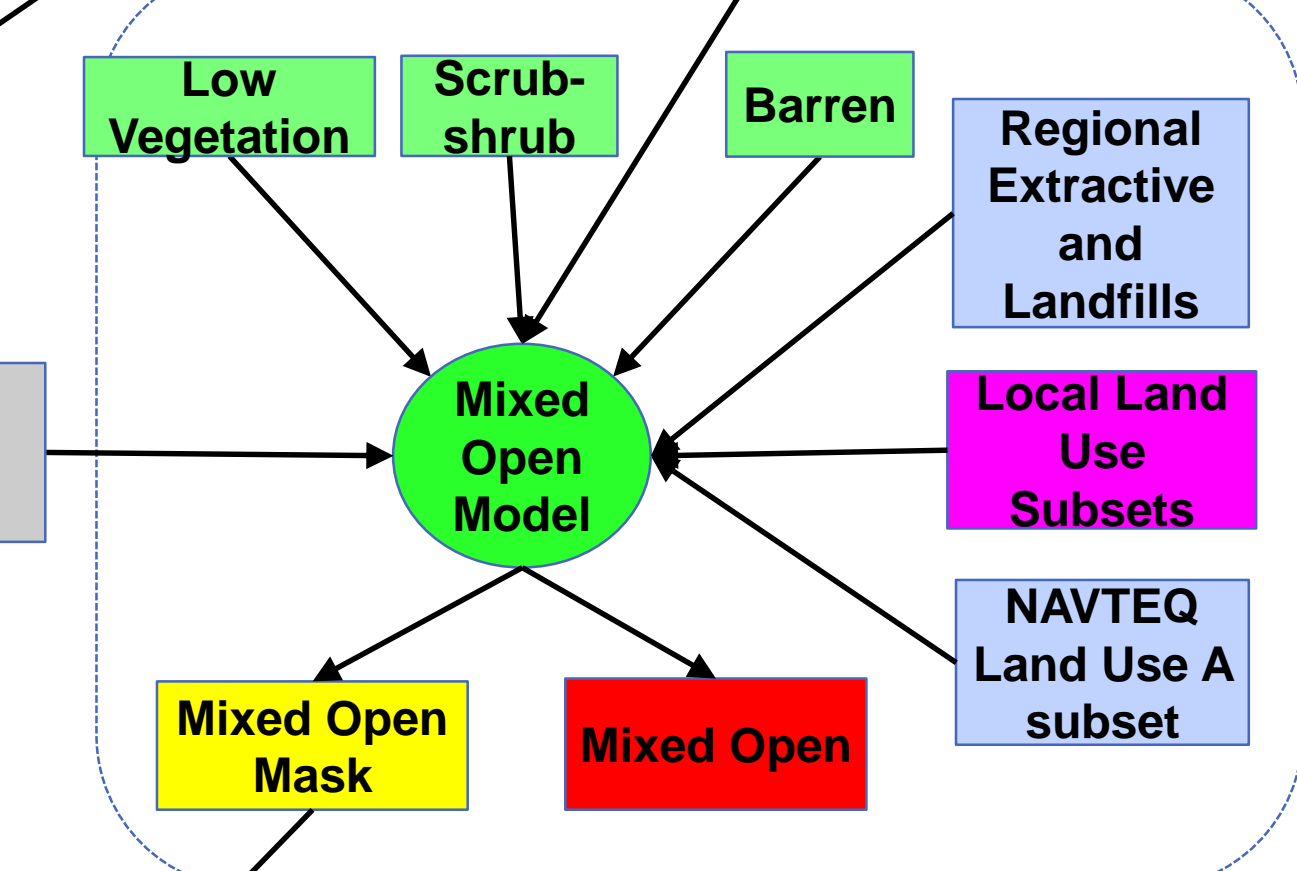 Low
Vegetation
Scrub-
shrub
Barren
Regional
Extractive
and
Landfills
Mixed
Open
Model
Local Land
Use
Subsets
NAVTEQ
Land Use A
subset
Mixed Open
Mask
Mixed Open